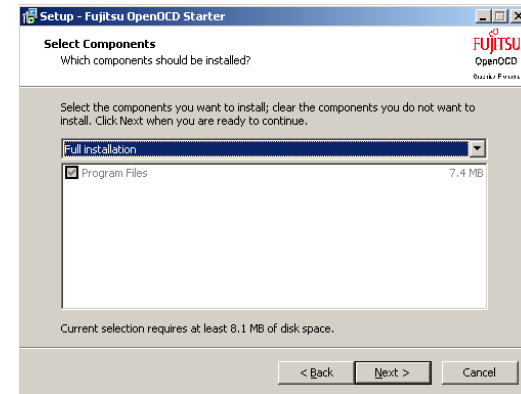 Setup - Fujitsu OpenOCD Starter
Select Components
Which components should be installed?
FUJITSU
OpenOCD
Select the components you want to install; clear the components you do not want to
install. Click Next when you are ready to continue.
Full installation
Program Files 7.4 MB
Current selection requires at least 8.1 MB of disk space.
< Back
Next >
Cancel